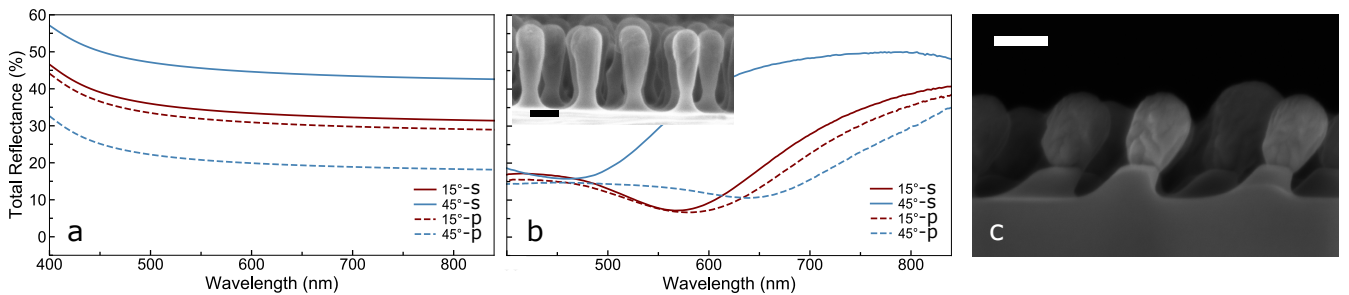 Total Reflectance (%)
60
50
40
30
20
10
0
15°-s
45°-s
15°-p
45°-p
a
400 500 600 700 800
Wavelength (nm)
15°-s
45°-s
15°-p
45°-p
b
500 600 700 800
Wavelength (nm)
c